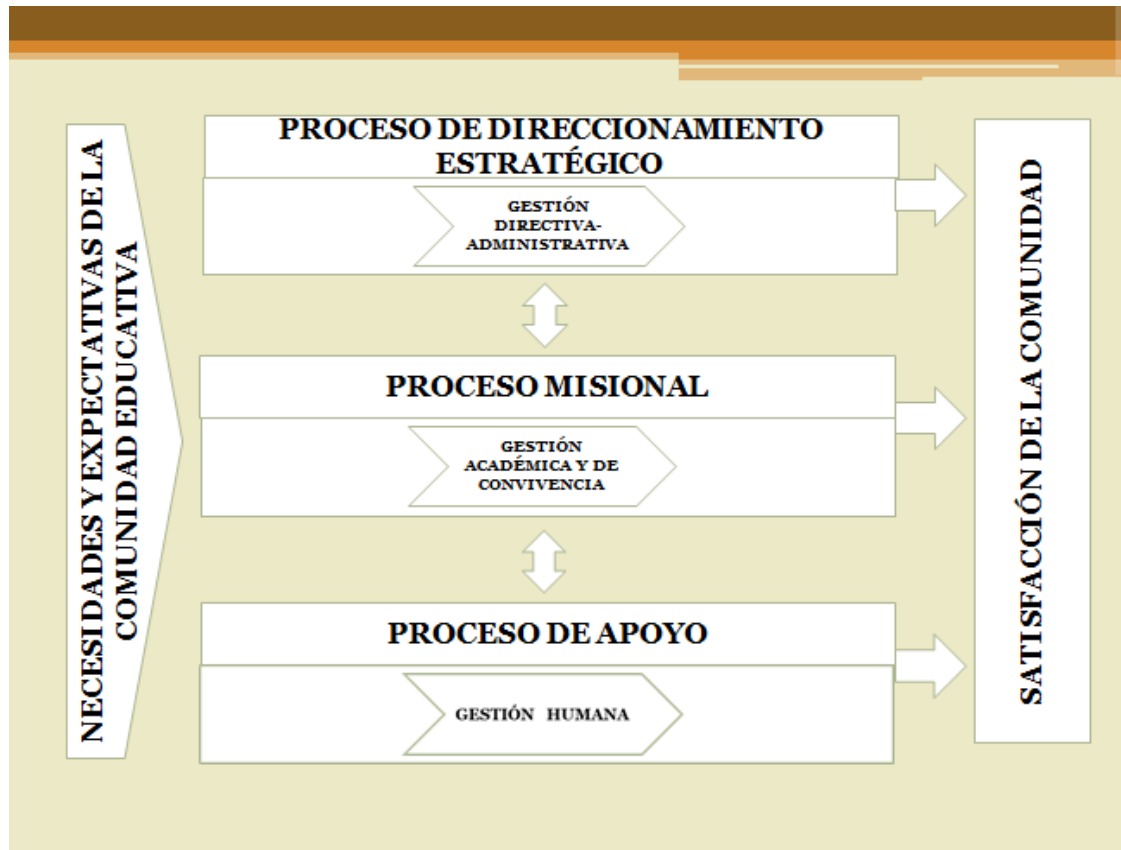 NECESIDADES Y EXPECTATIVAS DE LA
COMUNIDAD EDUCATIVA
PROCESO DE DIRECCIONAMIENTO
ESTRATÉGICO
GESTIÓN
DIRECTIVA-
ADMINISTRATIVA
PROCESO MISIONAL
GESTIÓN
ACADÉMICA Y DE
CONVIVENCIA
PROCESO DE APOYO
GESTIÓN HUMANA
SATISFACCIÓN DE LA COMUNIDAD